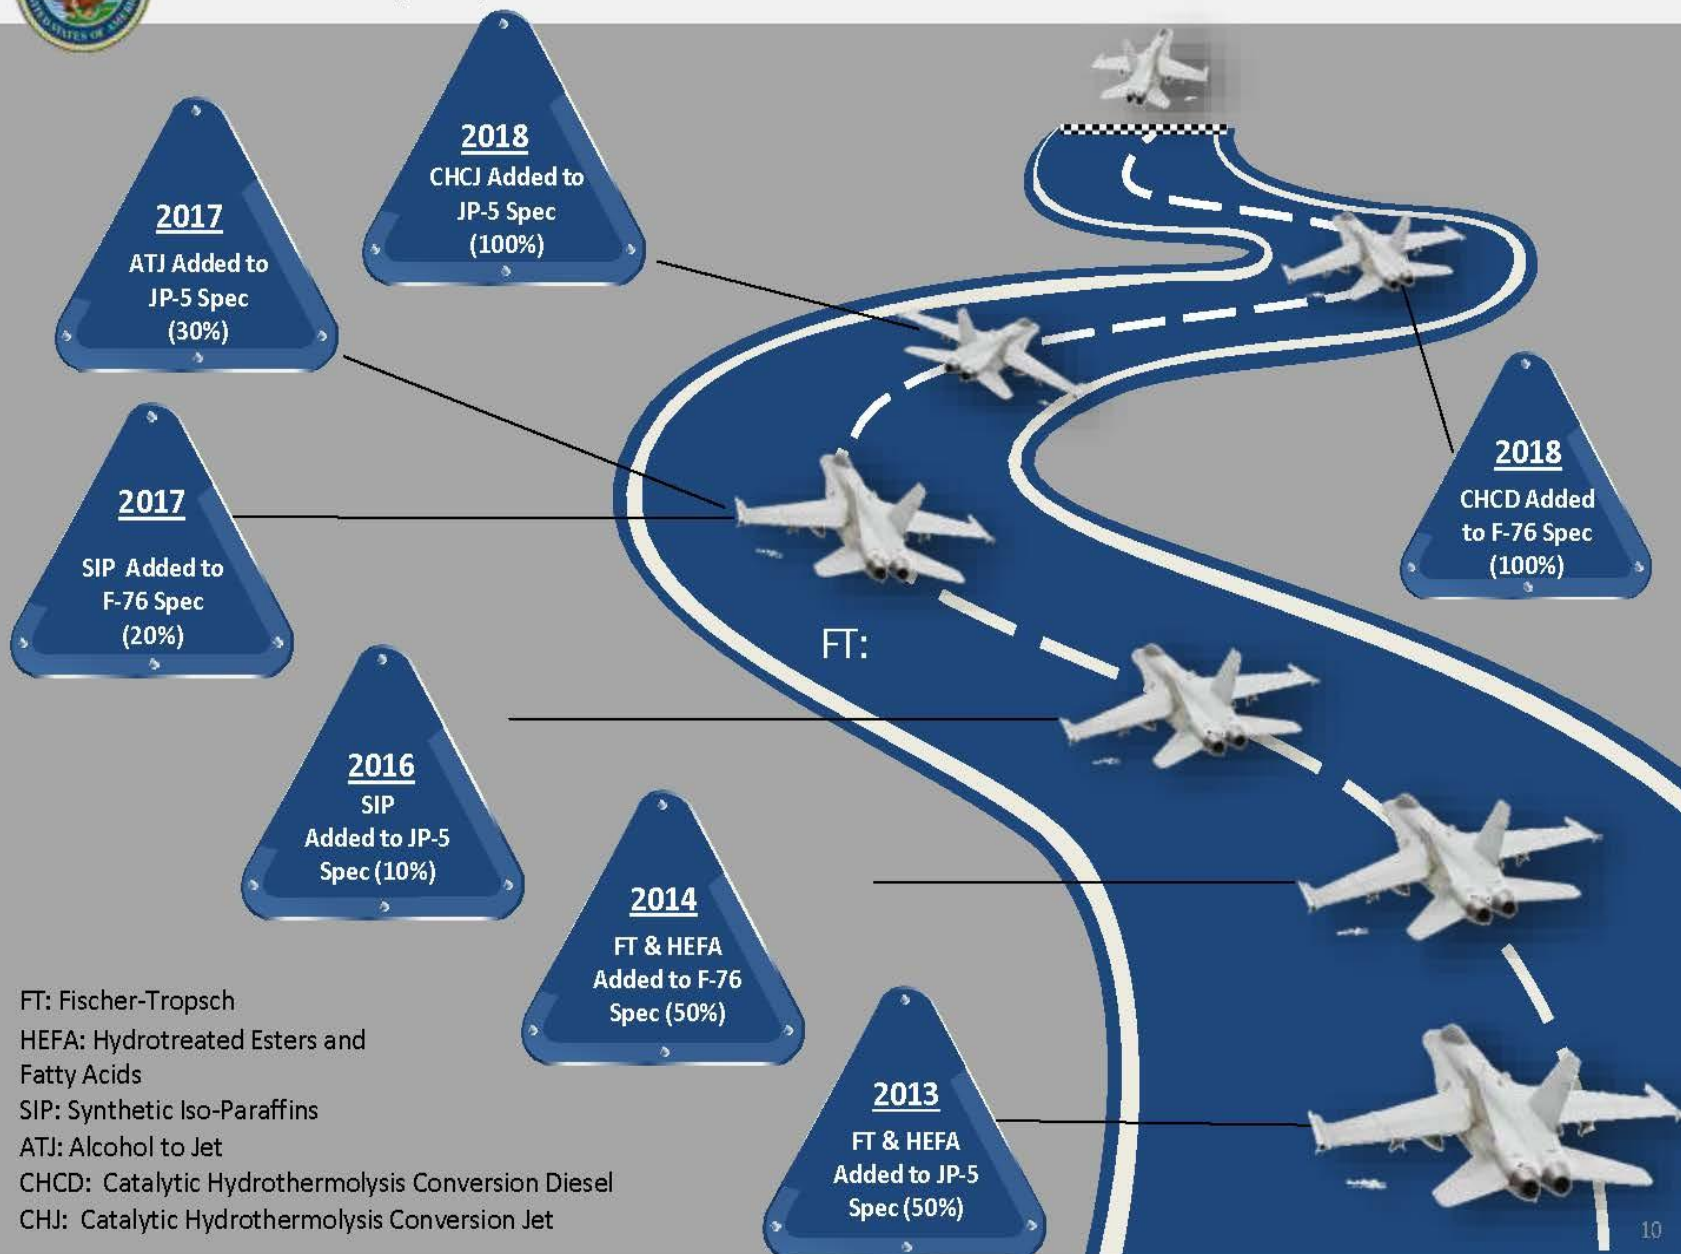 UNITED STATES OF AMERICA
2018
CHCJ Added to
JP-5 Spec
(100%)
2017
ATJ Added to
JP-5 Spec
(30%)
2018
CHCD Added
to F-76 Spec
(100%)
2017
SIP Added to
F-76 Spec
(20%)
FT:
2016
SIP
Added to JP-5
Spec (10%)
2014
FT & HEFA
Added to F-76
Spec (50%)
2013
FT & HEFA
Added to JP-5
Spec (50%)
FT: Fischer-Tropsch
HEFA: Hydrotreated Esters and
Fatty Acids
SIP: Synthetic Iso-Paraffins
ATJ: Alcohol to Jet
CHCD: Catalytic Hydrothermolysis Conversion Diesel
CHJ: Catalytic Hydrothermolysis Conversion Jet
10